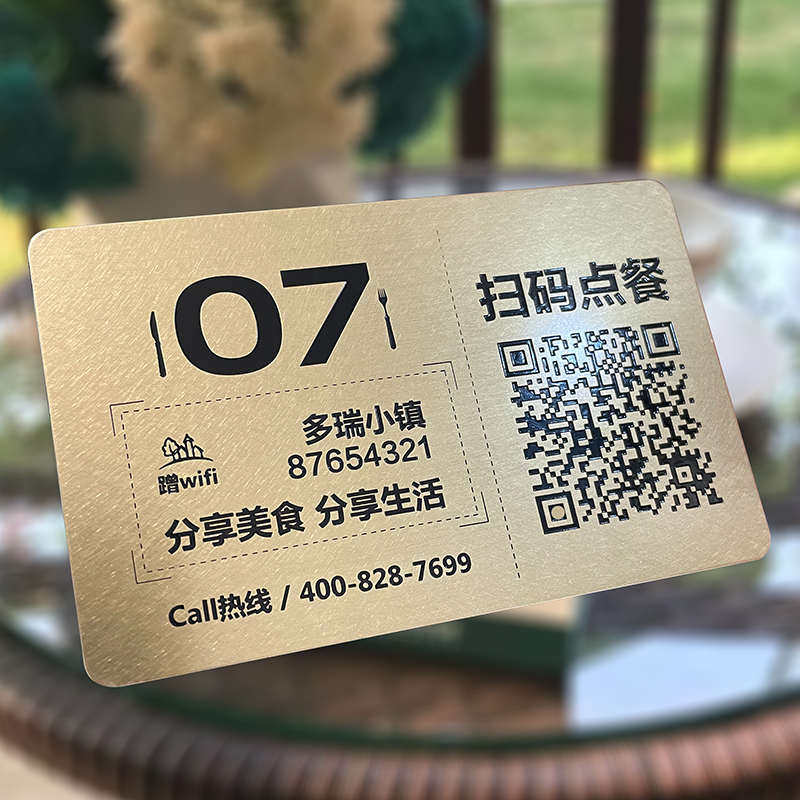 07
扫码点餐
多瑞小镇
87654321
蹭wifi
分享美食 分享生活
Call热线 / 400-828-7699